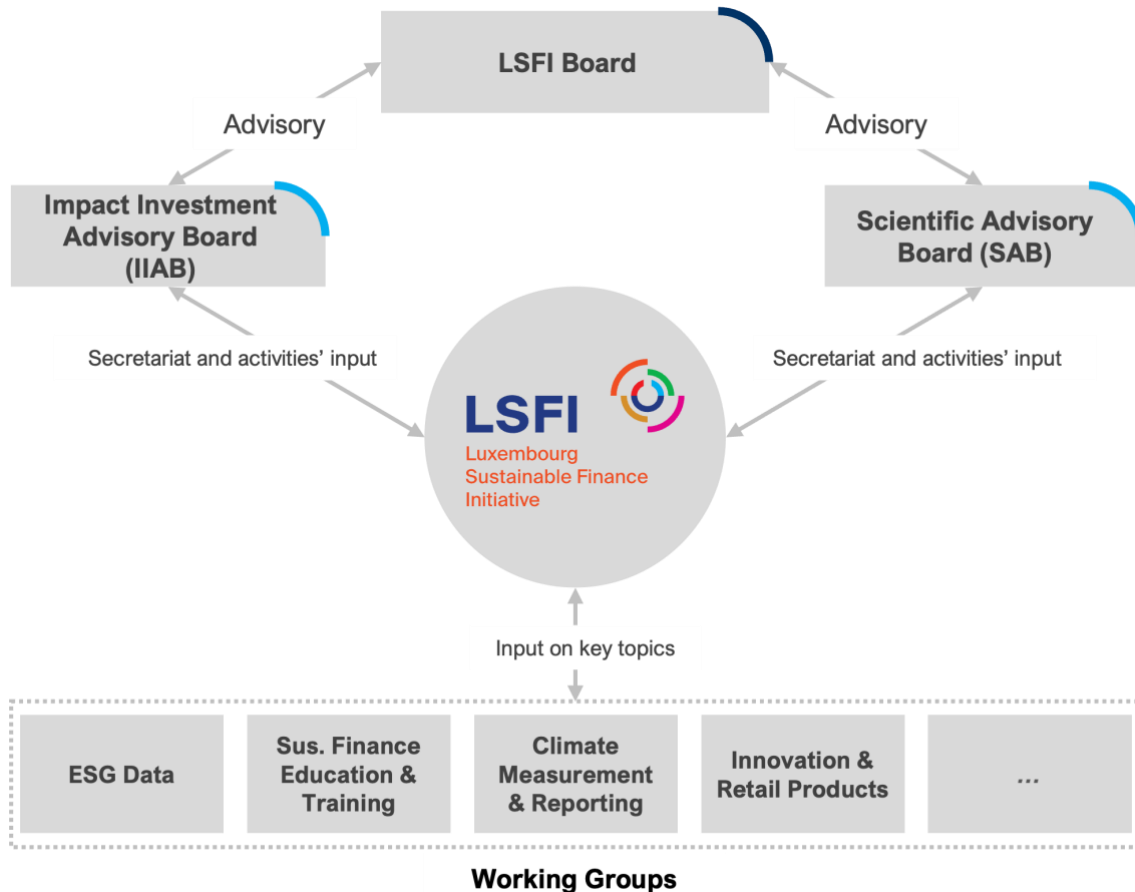 LSFI Board
Advisory
Advisory
Impact Investment
Advisory Board
(IIAB)
Scientific Advisory
Board (SAB)
Secretariat and activities’ input
Secretariat and activities’ input
LSFI
Luxembourg
Sustainable Finance
Initiative
Input on key topics
ESG Data
Sus. Finance
Education &
Training
Climate
Measurement
& Reporting
Innovation &
Retail Products
...
Working Groups